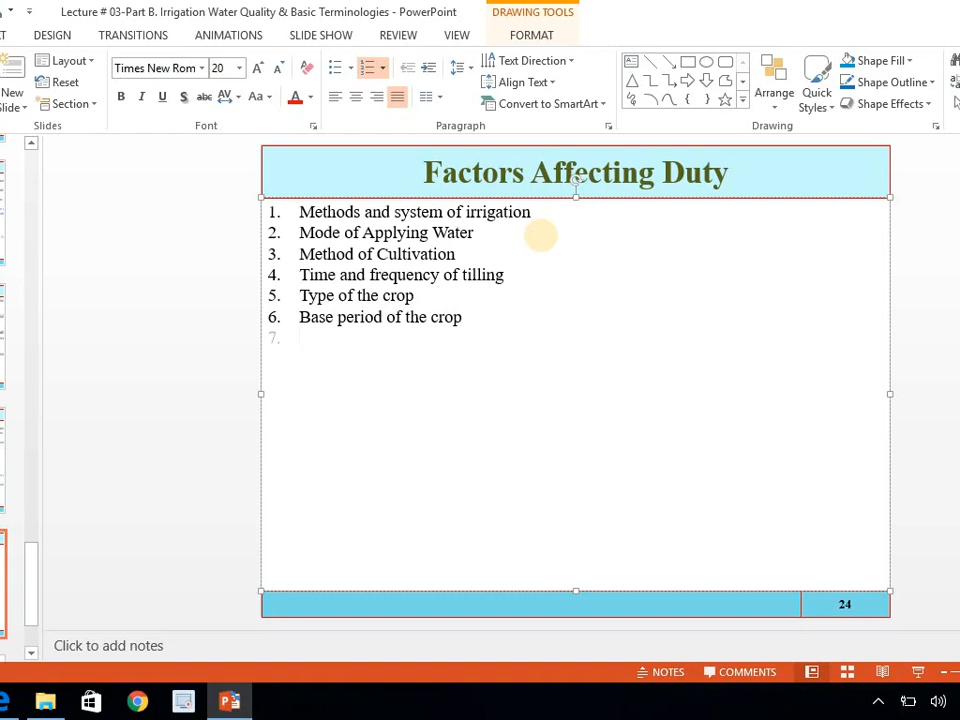 Lecture # 03-Part B. Irrigation Water Quality & Basic Terminologies - PowerPoint
DRAWING TOOLS
DESIGN TRANSITIONS ANIMATIONS SLIDE SHOW REVIEW VIEW FORMAT
New Slide
Layout
Reset
Section
Slides
Times New Rom 20
B I U S abc AV Aa A
Font
Text Direction
Align Text
Convert to SmartArt
Paragraph
Arrange
Quick Styles
Shape Fill
Shape Outline
Shape Effects
Drawing
Factors Affecting Duty
1. Methods and system of irrigation
2. Mode of Applying Water
3. Method of Cultivation
4. Time and frequency of tilling
5. Type of the crop
6. Base period of the crop
7.
24
Click to add notes
NOTES COMMENTS